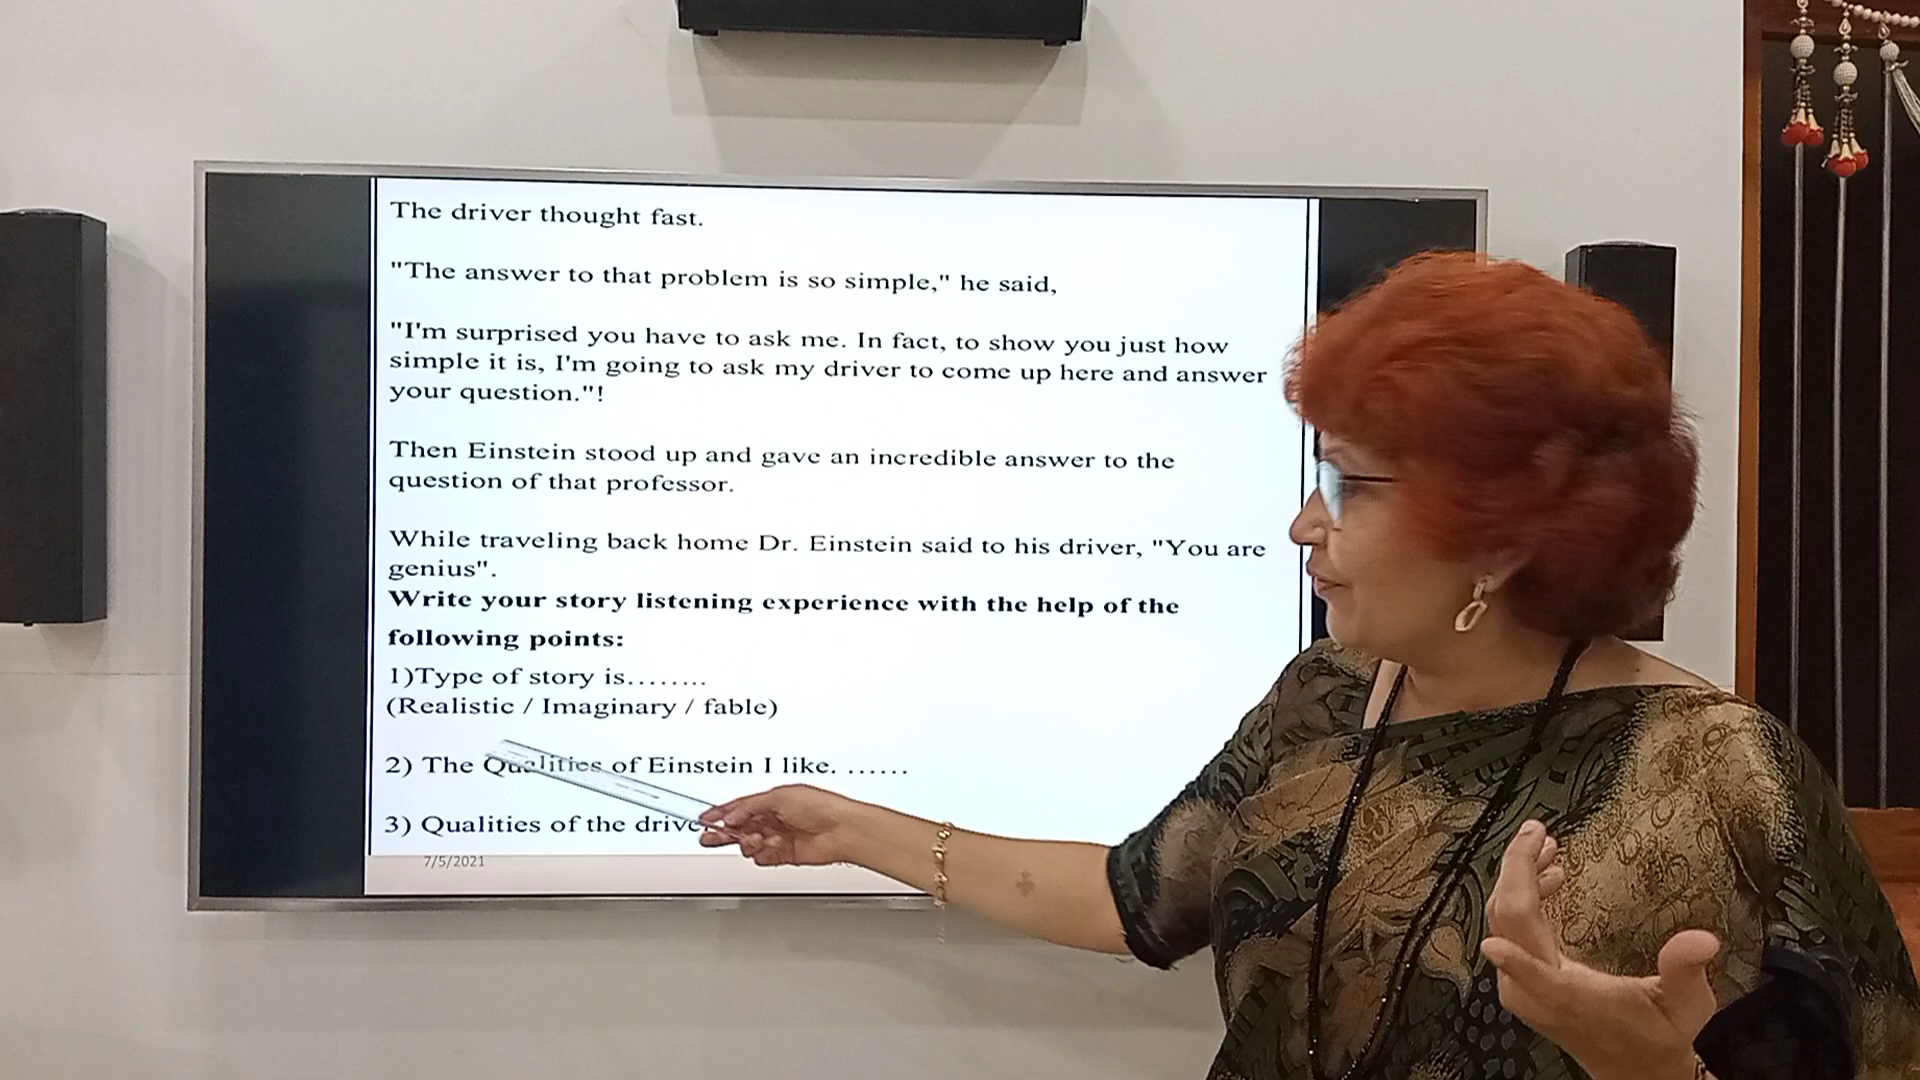 The driver thought fast.
"The answer to that problem is so simple," he said,
"I'm surprised you have to ask me. In fact, to show you just how
simple it is, I'm going to ask my driver to come up here and answer
your question."!
Then Einstein stood up and gave an incredible answer to the
question of that professor.
While traveling back home Dr. Einstein said to his driver, "You are
genius".
Write your story listening experience with the help of the
following points:
1)Type of story is........
(Realistic / Imaginary / fable)
2) The Qualities of Einstein I like. ......
3) Qualities of the driver
7/5/2021